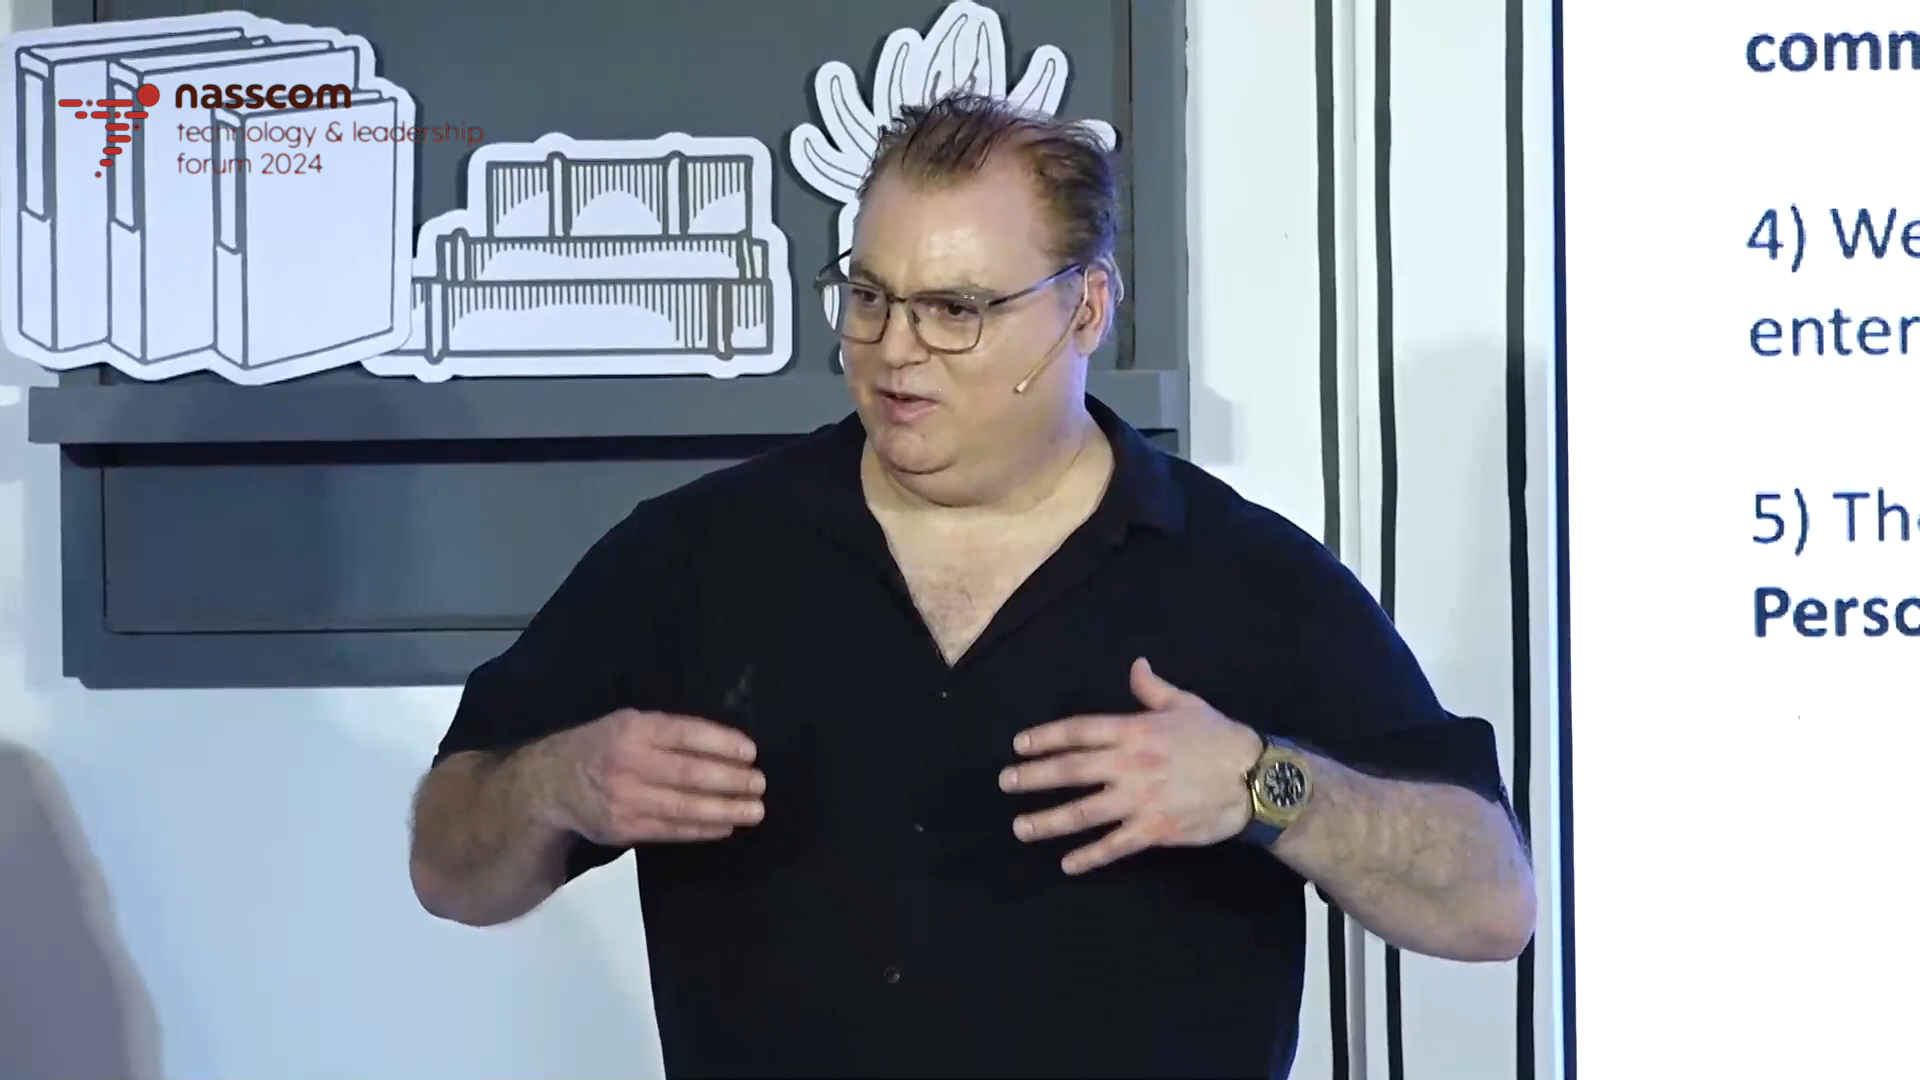 nasscom
technology & leadership
forum 2024
comm
4) We
enter
5) Th
Perso